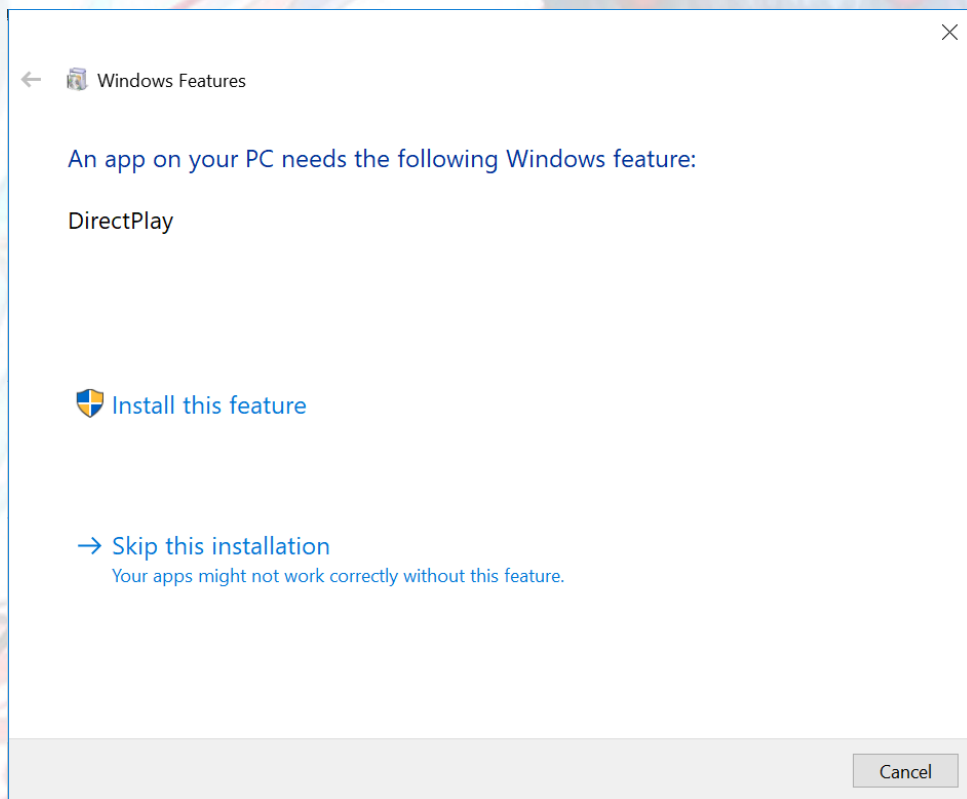 Windows Features
An app on your PC needs the following Windows feature:
DirectPlay
Install this feature
Skip this installation
Your apps might not work correctly without this feature.
Cancel